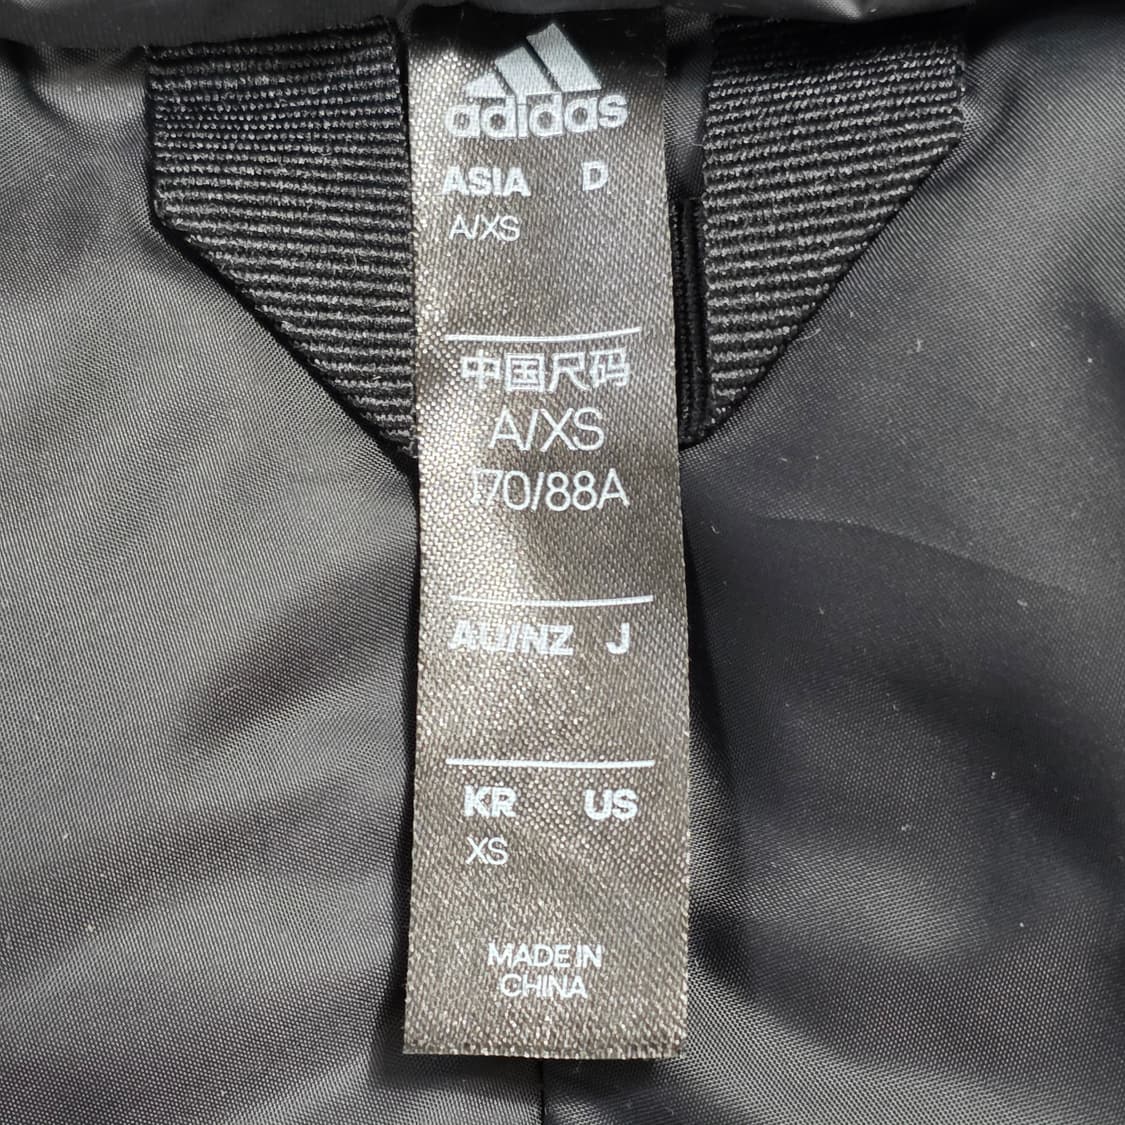 adidas
ASIA D
A/XS
中国尺码
A/XS
170/88A
AU/NZ J
KR US
XS
MADE IN
CHINA